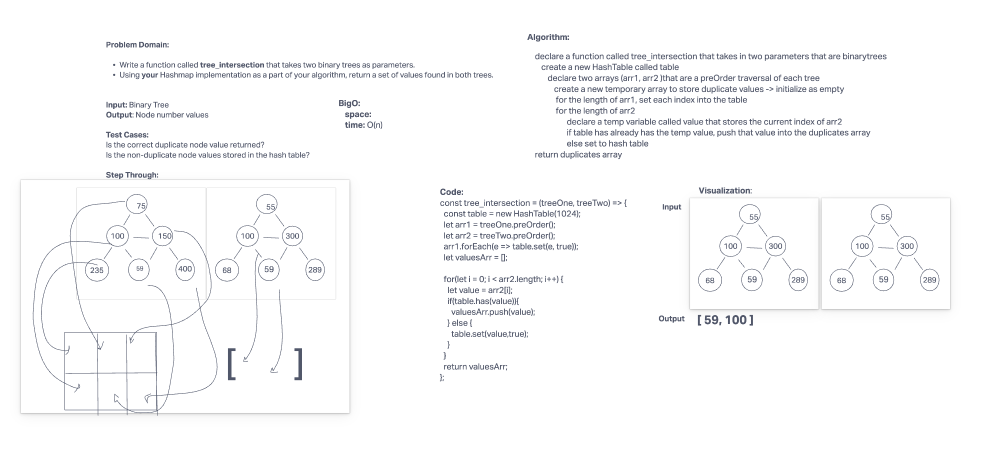 Problem Domain:
• Write a function called tree_intersection that takes two binary trees as parameters.
• Using your Hashmap implementation as a part of your algorithm, return a set of values found in both trees.
Input: Binary Tree
Output: Node number values
BigO:
space:
time: O(n)
Test Cases:
Is the correct duplicate node value returned?
Is the non-duplicate node values stored in the hash table?
Step Through:
75
100 150
235 59 400
55
100 300
68 59 289
[ ]
Algorithm:
declare a function called tree_intersection that takes in two parameters that are binarytrees
create a new HashTable called table
declare two arrays (arr1, arr2 )that are a preOrder traversal of each tree
create a new temporary array to store duplicate values -> initialize as empty
for the length of arr1, set each index into the table
for the length of arr2
declare a temp variable called value that stores the current index of arr2
if table has already has the temp value, push that value into the duplicates array
else set to hash table
return duplicates array
Code:
const tree_intersection = (treeOne, treeTwo) => {
const table = new HashTable(1024);
let arr1 = treeOne.preOrder();
let arr2 = treeTwo.preOrder();
arr1.forEach(e => table.set(e, true));
let valuesArr = [];
for(let i = 0; i < arr2.length; i++) {
let value = arr2[i];
if(table.has(value)){
valuesArr.push(value);
} else {
table.set(value,true);
}
}
return valuesArr;
};
Visualization:
Input
55
100 300
68 59 289
55
100 300
68 59 289
Output [ 59, 100 ]